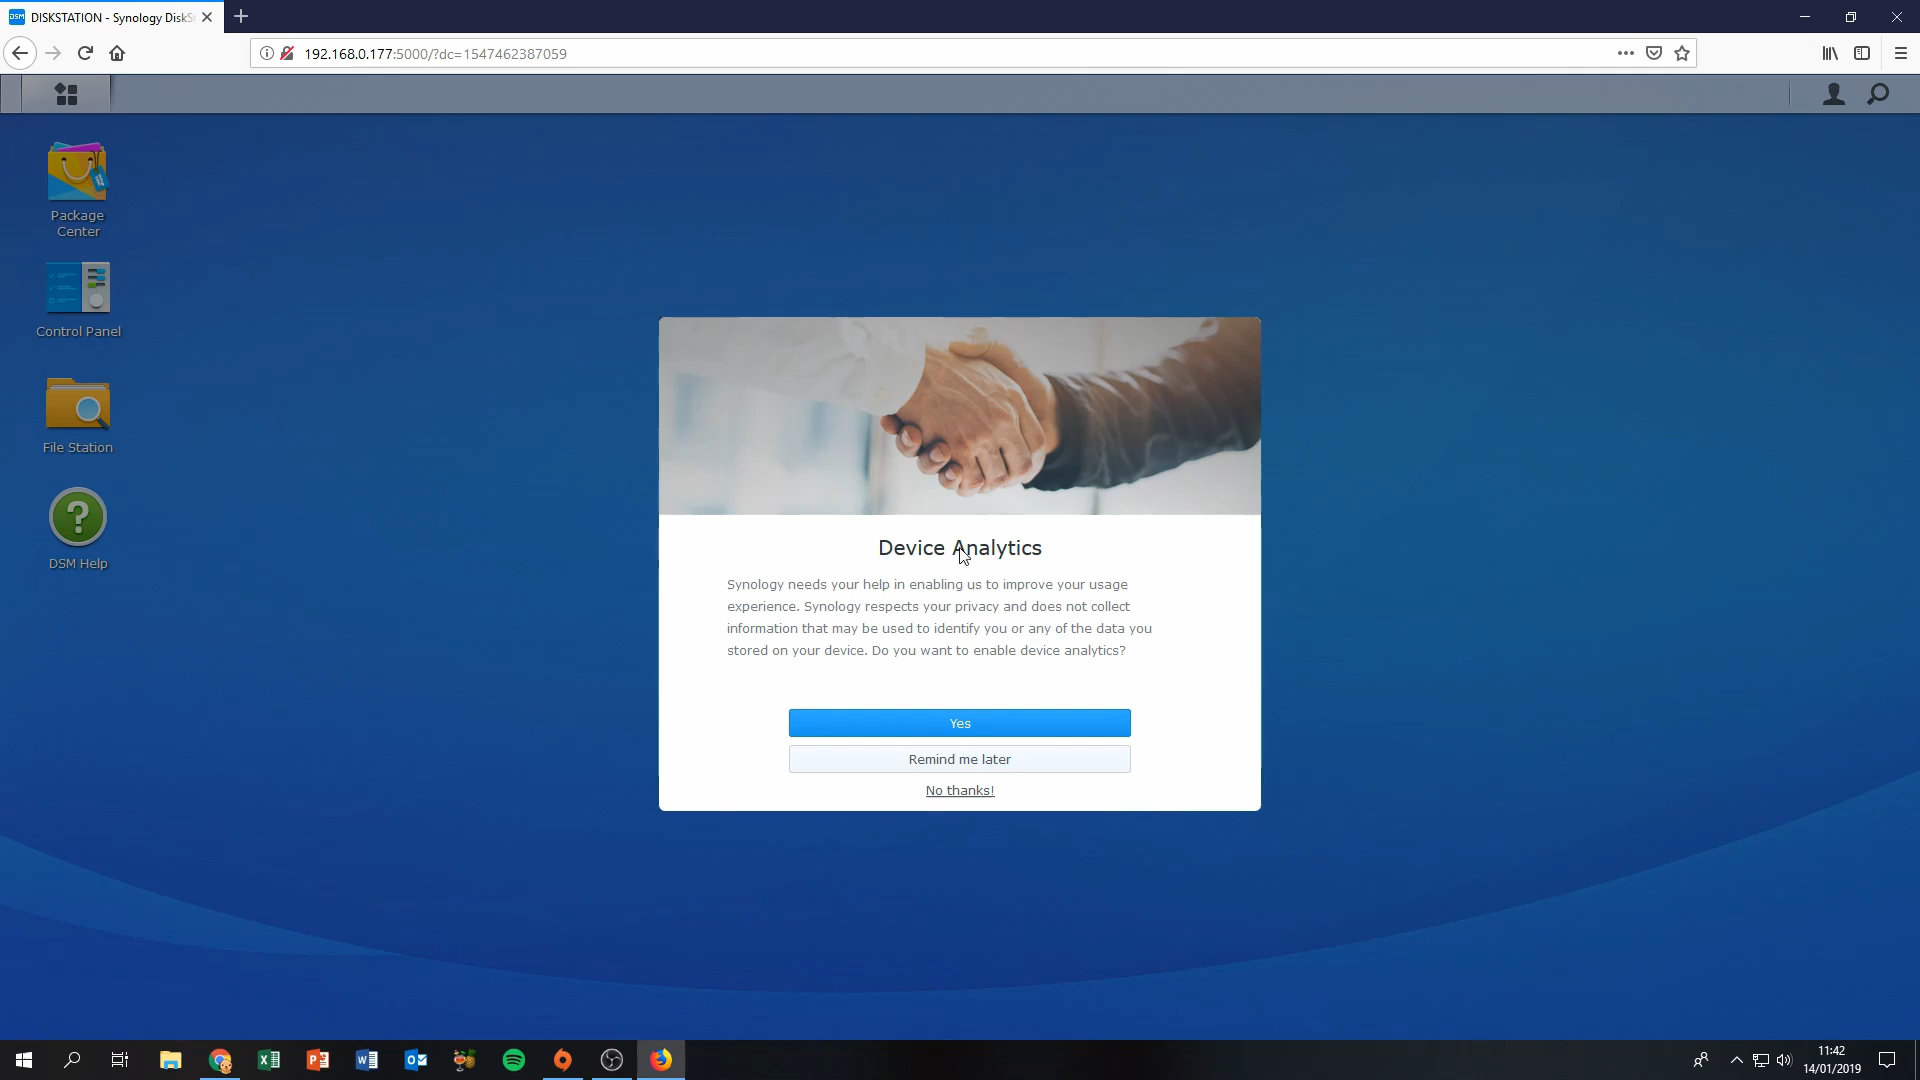 DISKSTATION - Synology DiskSt
192.168.0.177:5000/?dc=1547462387059
Package
Center
Control Panel
File Station
DSM Help
Device Analytics
Synology needs your help in enabling us to improve your usage
experience. Synology respects your privacy and does not collect
information that may be used to identify you or any of the data you
stored on your device. Do you want to enable device analytics?
Yes
Remind me later
No thanks!
11:42
14/01/2019